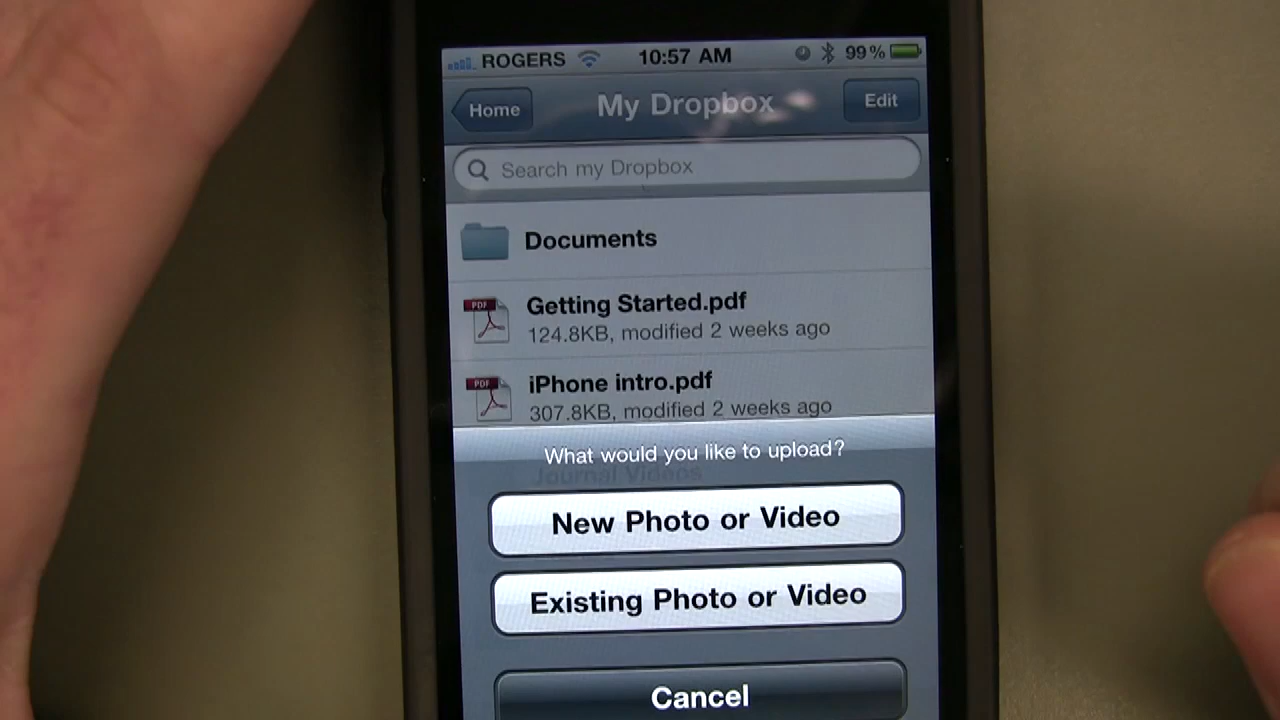 ROGERS 10:57 AM 99%
Home My Dropbox Edit
Search my Dropbox
Documents
PDF Getting Started.pdf
124.8KB, modified 2 weeks ago
PDF iPhone intro.pdf
307.8KB, modified 2 weeks ago
What would you like to upload?
Journal Videos
New Photo or Video
Existing Photo or Video
Cancel